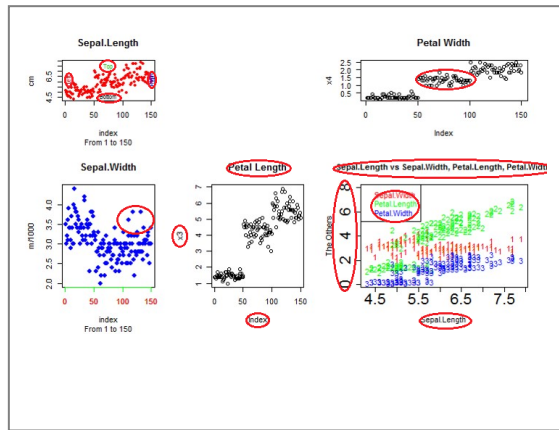 Sepal.Length
Petal Width
cm
6.5
5.5
4.5
Top
Bottom
0 50 100 150
index
From 1 to 150
x4
2.5
2.0
1.5
1.0
0.5
0 50 100 150
Index
Sepal.Width
4.0
3.5
3.0
2.5
2.0
0 50 100 150
index
From 1 to 150
Petal Length
x3
7
6
5
4
3
2
1
0 50 100 150
Index
Sepal.Length vs Sepal.Width, Petal.Length, Petal.Widt
The Others
8
6
4
2
0
Sepal.Width
Petal.Length
Petal.Width
4.5 5.5 6.5 7.5
Sepal.Length